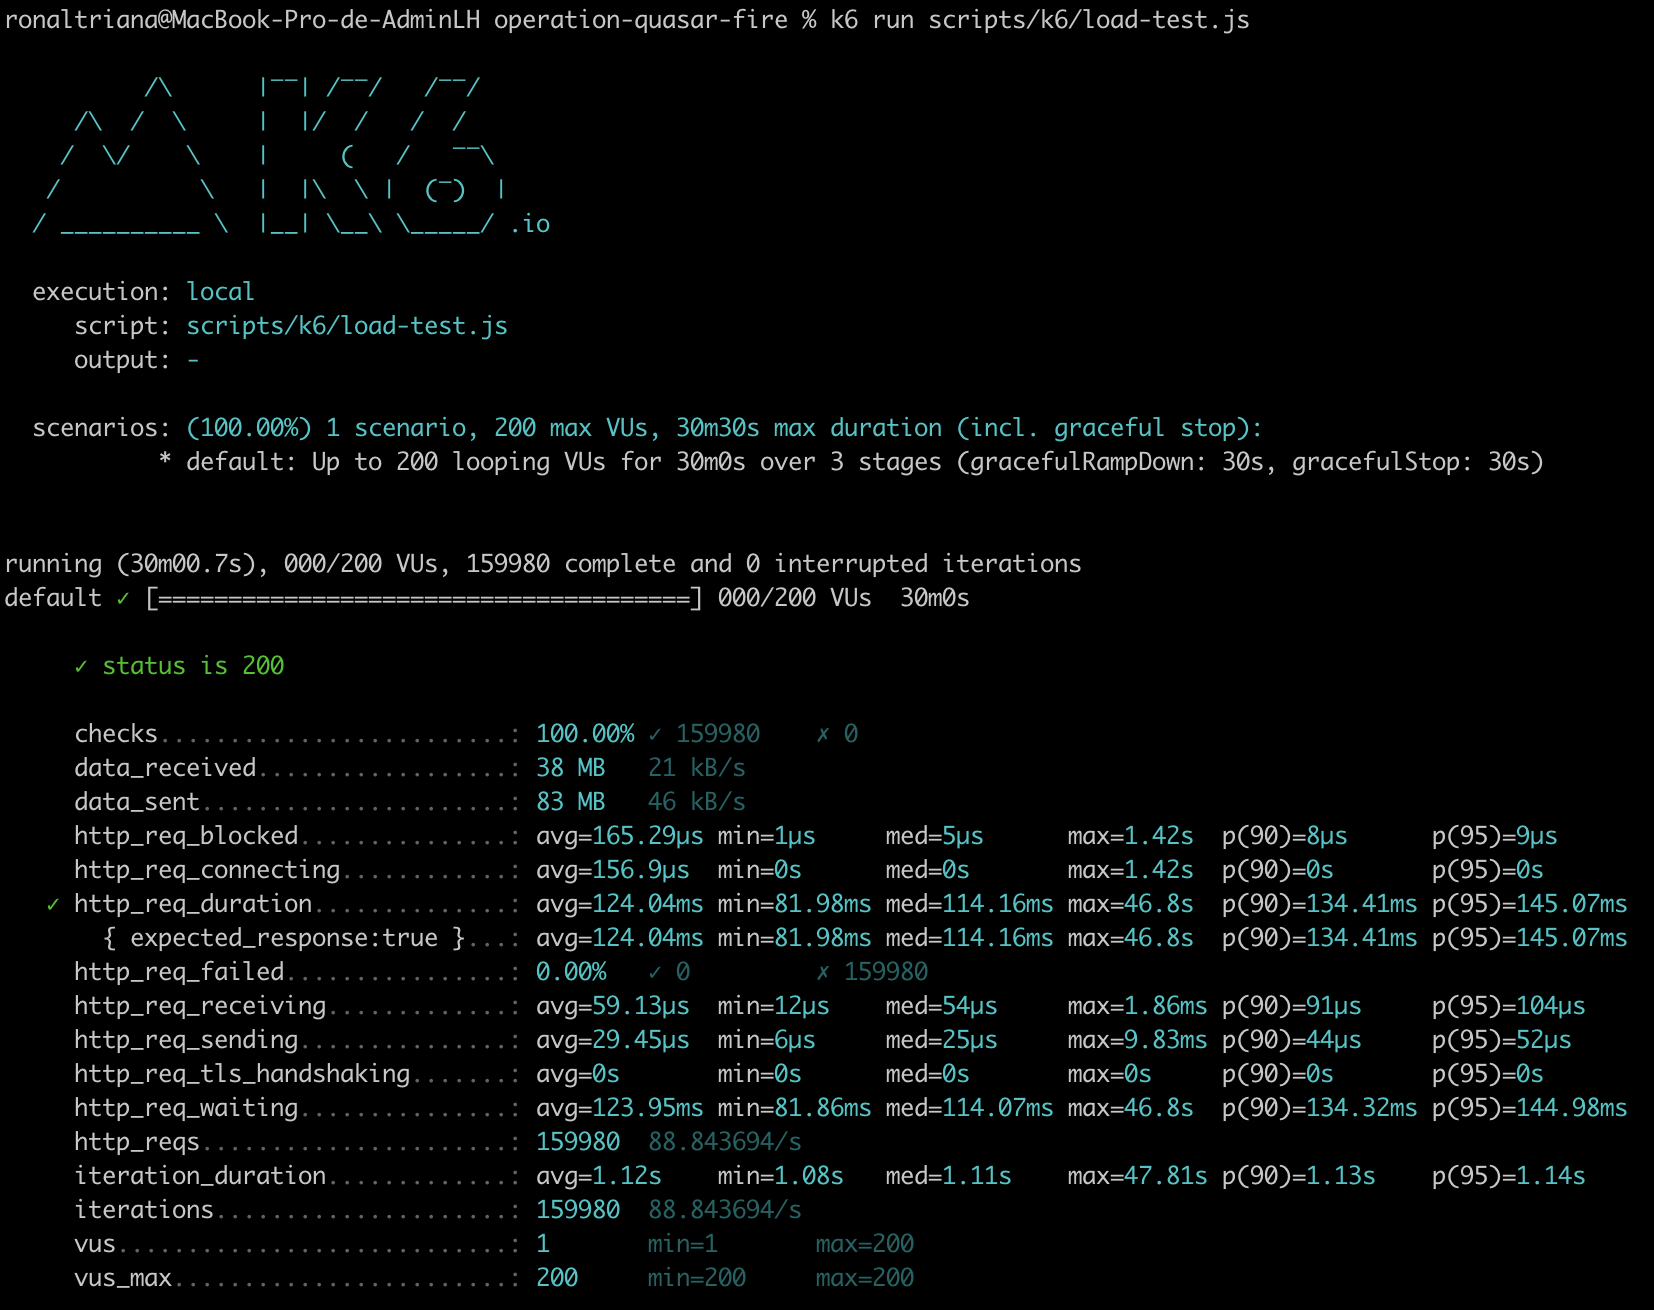 ronaltriana@MacBook-Pro-de-AdminLH operation-quasar-fire % k6 run scripts/k6/load-test.js
          /\      |‾‾| /‾‾/   /‾‾/
     /\  /  \     |  |/  /   /  /
    /  \/    \    |     (   /   ‾‾\
   /          \   |  |\  \ |  (‾)  |
  / __________ \  |__| \__\ \_____/ .io
  execution: local
     script: scripts/k6/load-test.js
     output: -
  scenarios: (100.00%) 1 scenario, 200 max VUs, 30m30s max duration (incl. graceful stop):
           * default: Up to 200 looping VUs for 30m0s over 3 stages (gracefulRampDown: 30s, gracefulStop: 30s)
running (30m00.7s), 000/200 VUs, 159980 complete and 0 interrupted iterations
default ✓ [======================================] 000/200 VUs  30m0s
     ✓ status is 200
     checks.........................: 100.00% ✓ 159980    ✗ 0
     data_received..................: 38 MB   21 kB/s
     data_sent......................: 83 MB   46 kB/s
     http_req_blocked...............: avg=165.29µs min=1µs     med=5µs      max=1.42s  p(90)=8µs      p(95)=9µs
     http_req_connecting............: avg=156.9µs  min=0s      med=0s       max=1.42s  p(90)=0s       p(95)=0s
   ✓ http_req_duration..............: avg=124.04ms min=81.98ms med=114.16ms max=46.8s  p(90)=134.41ms p(95)=145.07ms
       { expected_response:true }...: avg=124.04ms min=81.98ms med=114.16ms max=46.8s  p(90)=134.41ms p(95)=145.07ms
     http_req_failed................: 0.00%   ✓ 0         ✗ 159980
     http_req_receiving.............: avg=59.13µs  min=12µs    med=54µs     max=1.86ms p(90)=91µs     p(95)=104µs
     http_req_sending...............: avg=29.45µs  min=6µs     med=25µs     max=9.83ms p(90)=44µs     p(95)=52µs
     http_req_tls_handshaking.......: avg=0s       min=0s      med=0s       max=0s     p(90)=0s       p(95)=0s
     http_req_waiting...............: avg=123.95ms min=81.86ms med=114.07ms max=46.8s  p(90)=134.32ms p(95)=144.98ms
     http_reqs......................: 159980  88.843694/s
     iteration_duration.............: avg=1.12s    min=1.08s   med=1.11s    max=47.81s p(90)=1.13s    p(95)=1.14s
     iterations.....................: 159980  88.843694/s
     vus............................: 1       min=1       max=200
     vus_max........................: 200     min=200     max=200